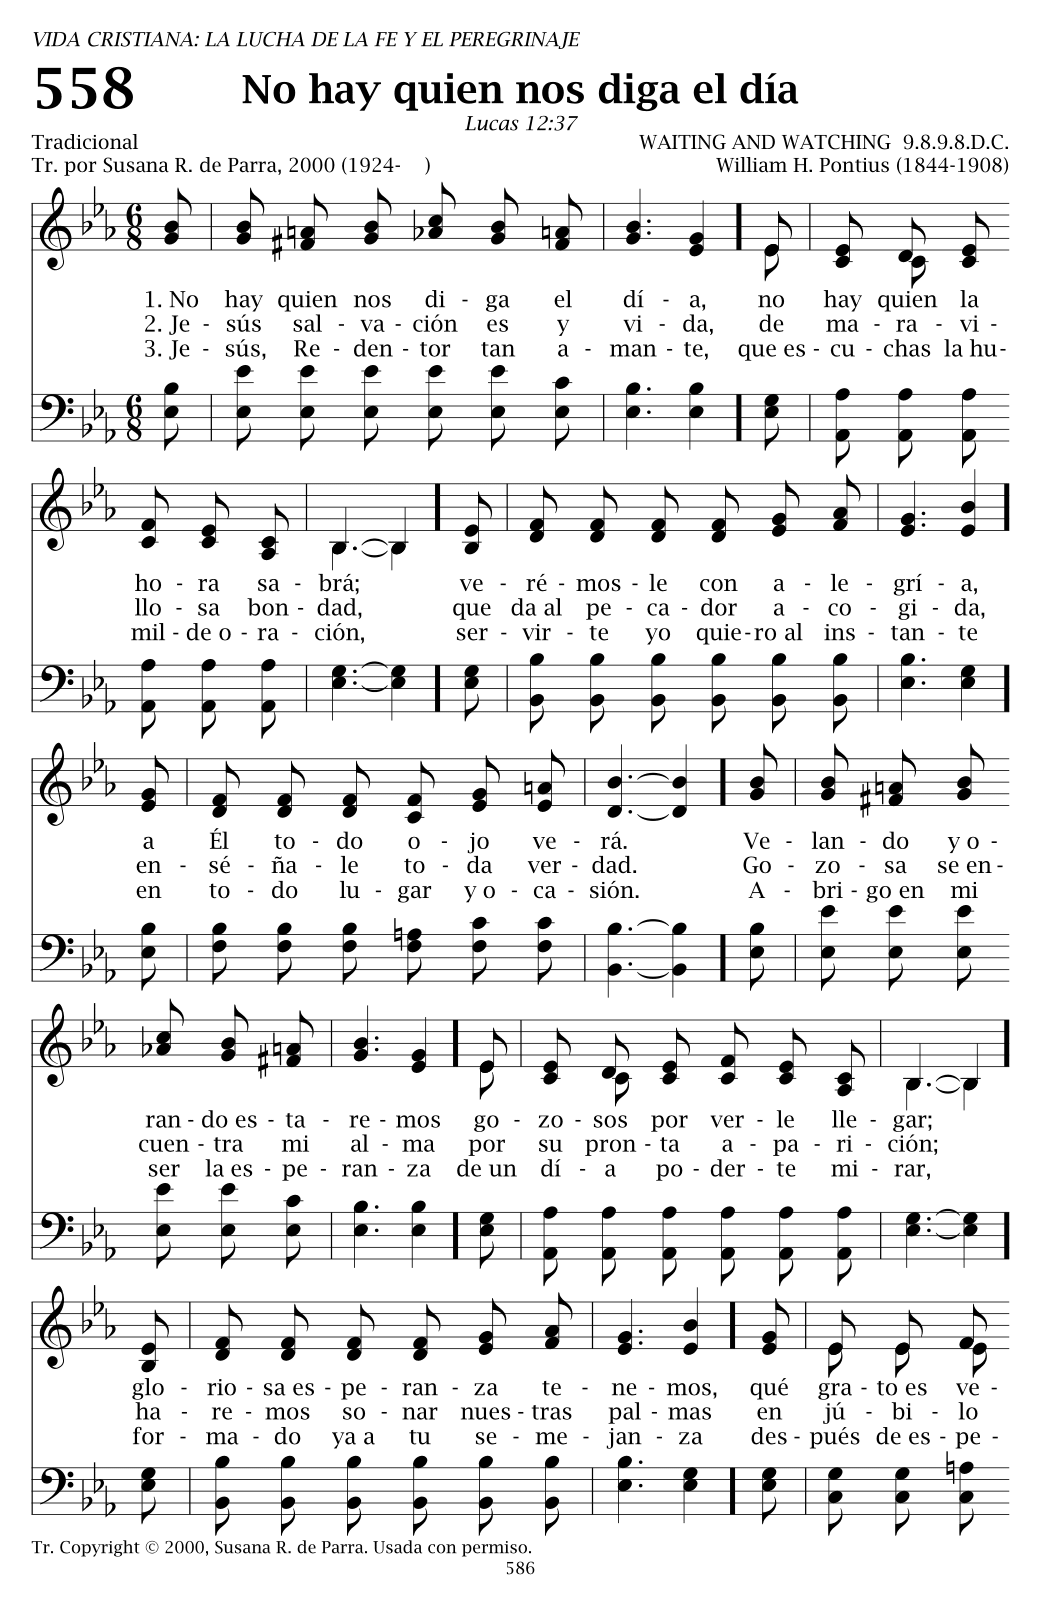 VIDA CRISTIANA: LA LUCHA DE LA FE Y EL PEREGRINAJE
558 No hay quien nos diga el día
Lucas 12:37
Tradicional WAITING AND WATCHING 9.8.9.8.D.C.
Tr. por Susana R. de Parra, 2000 (1924- ) William H. Pontius (1844-1908)
1. No hay quien nos di - ga el dí - a, no hay quien la
2. Je - sús sal - va - ción es y vi - da, de ma - ra - vi -
3. Je - sús, Re - den - tor tan a - man - te, que es - cu - chas la hu-
ho - ra sa - brá; ve - ré - mos - le con a - le - grí - a,
llo - sa bon - dad, que da al pe - ca - dor a - co - gi - da,
mil - de o - ra - ción, ser - vir - te yo quie - ro al ins - tan - te
a Él to - do o - jo ve - rá. Ve - lan - do y o -
en - sé - ña - le to - da ver - dad. Go - zo - sa se en -
en to - do lu - gar y o - ca - sión. A - bri - go en mi
ran - do es - ta - re - mos go - zo - sos por ver - le lle - gar;
cuen - tra mi al - ma por su pron - ta a - pa - ri - ción;
ser la es - pe - ran - za de un dí - a po - der - te mi - rar,
glo - rio - sa es - pe - ran - za te - ne - mos, qué gra - to es ve -
ha - re - mos so - nar nues - tras pal - mas en jú - bi - lo
for - ma - do ya a tu se - me - jan - za des - pués de es - pe -
Tr. Copyright © 2000, Susana R. de Parra. Usada con permiso.
586